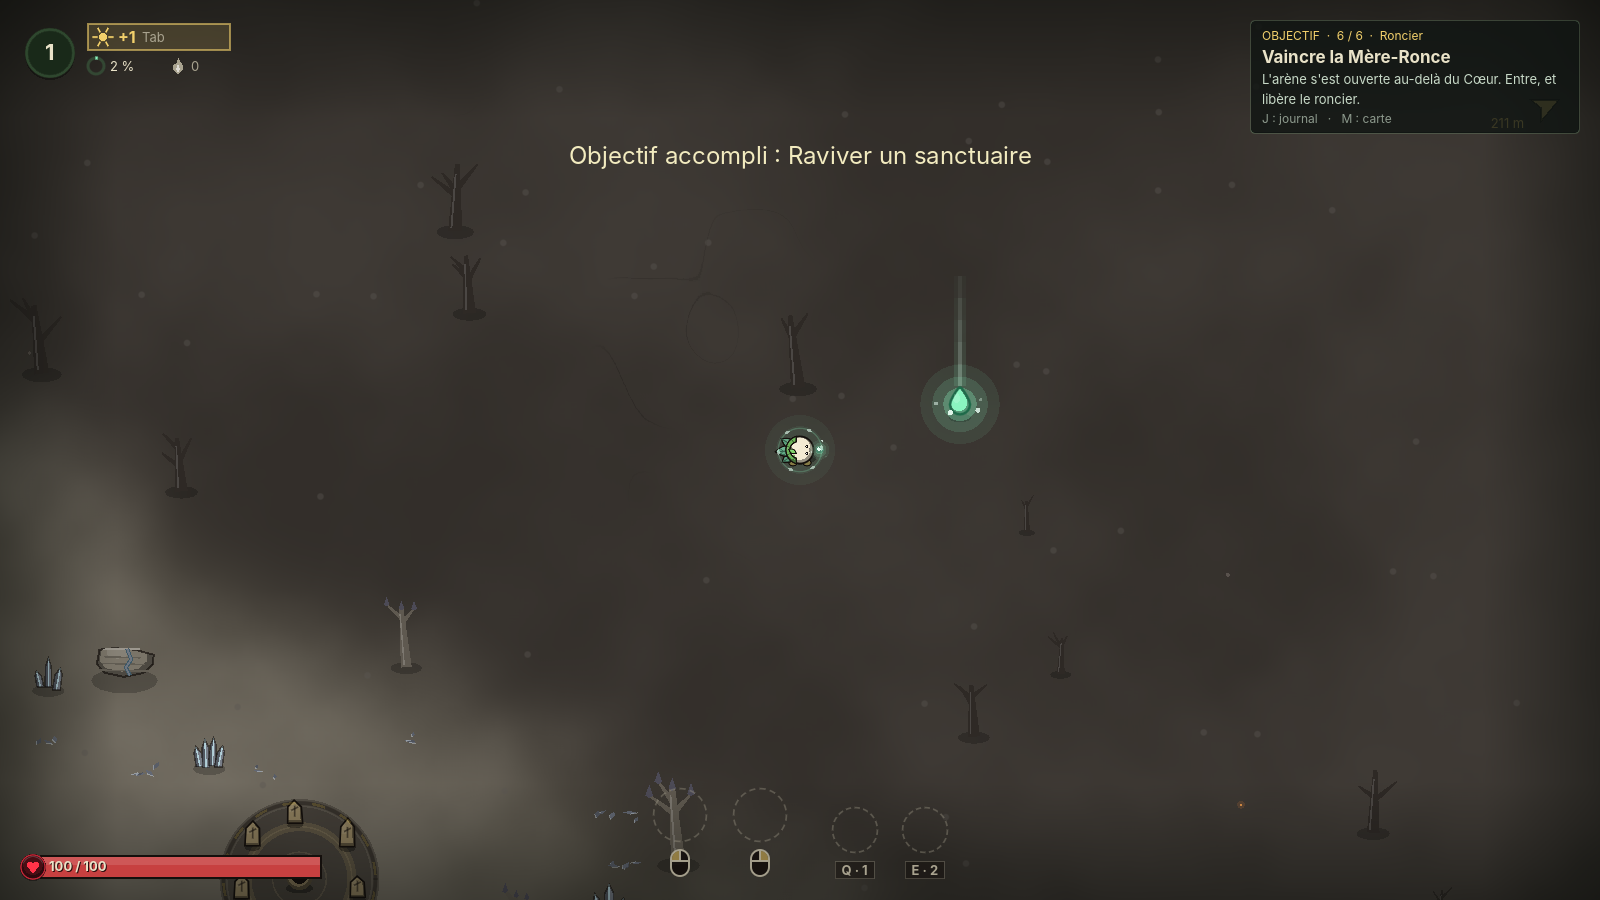 1
+1 Tab
2 %
0
OBJECTIF · 6 / 6 · Roncier
Vaincre la Mère-Ronce
L'arène s'est ouverte au-delà du Cœur. Entre, et
libère le roncier.
J : journal · M : carte
211 m
Objectif accompli : Raviver un sanctuaire
100 / 100
Q · 1
E · 2